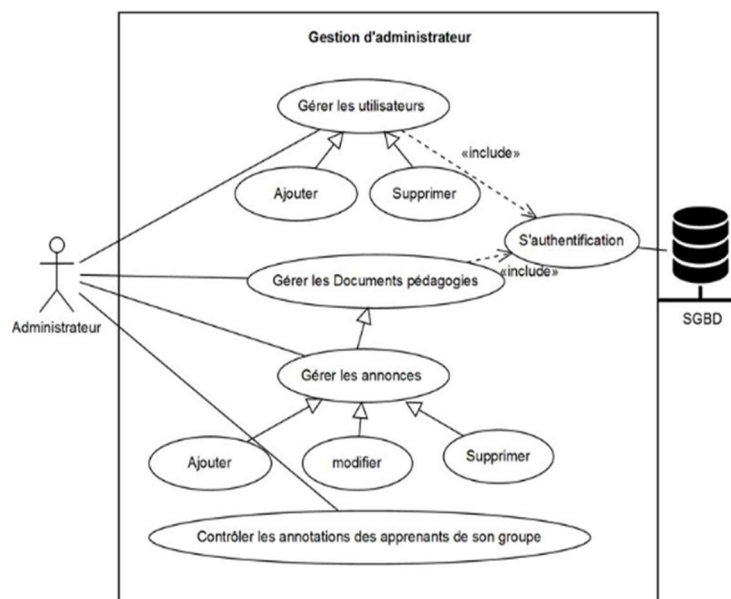 Gestion d'administrateur
Gérer les utilisateurs
«include»
Ajouter
Supprimer
S'authentification
«include»
Gérer les Documents pédagogies
Administrateur
SGBD
Gérer les annonces
Ajouter
modifier
Supprimer
Contrôler les annotations des apprenants de son groupe